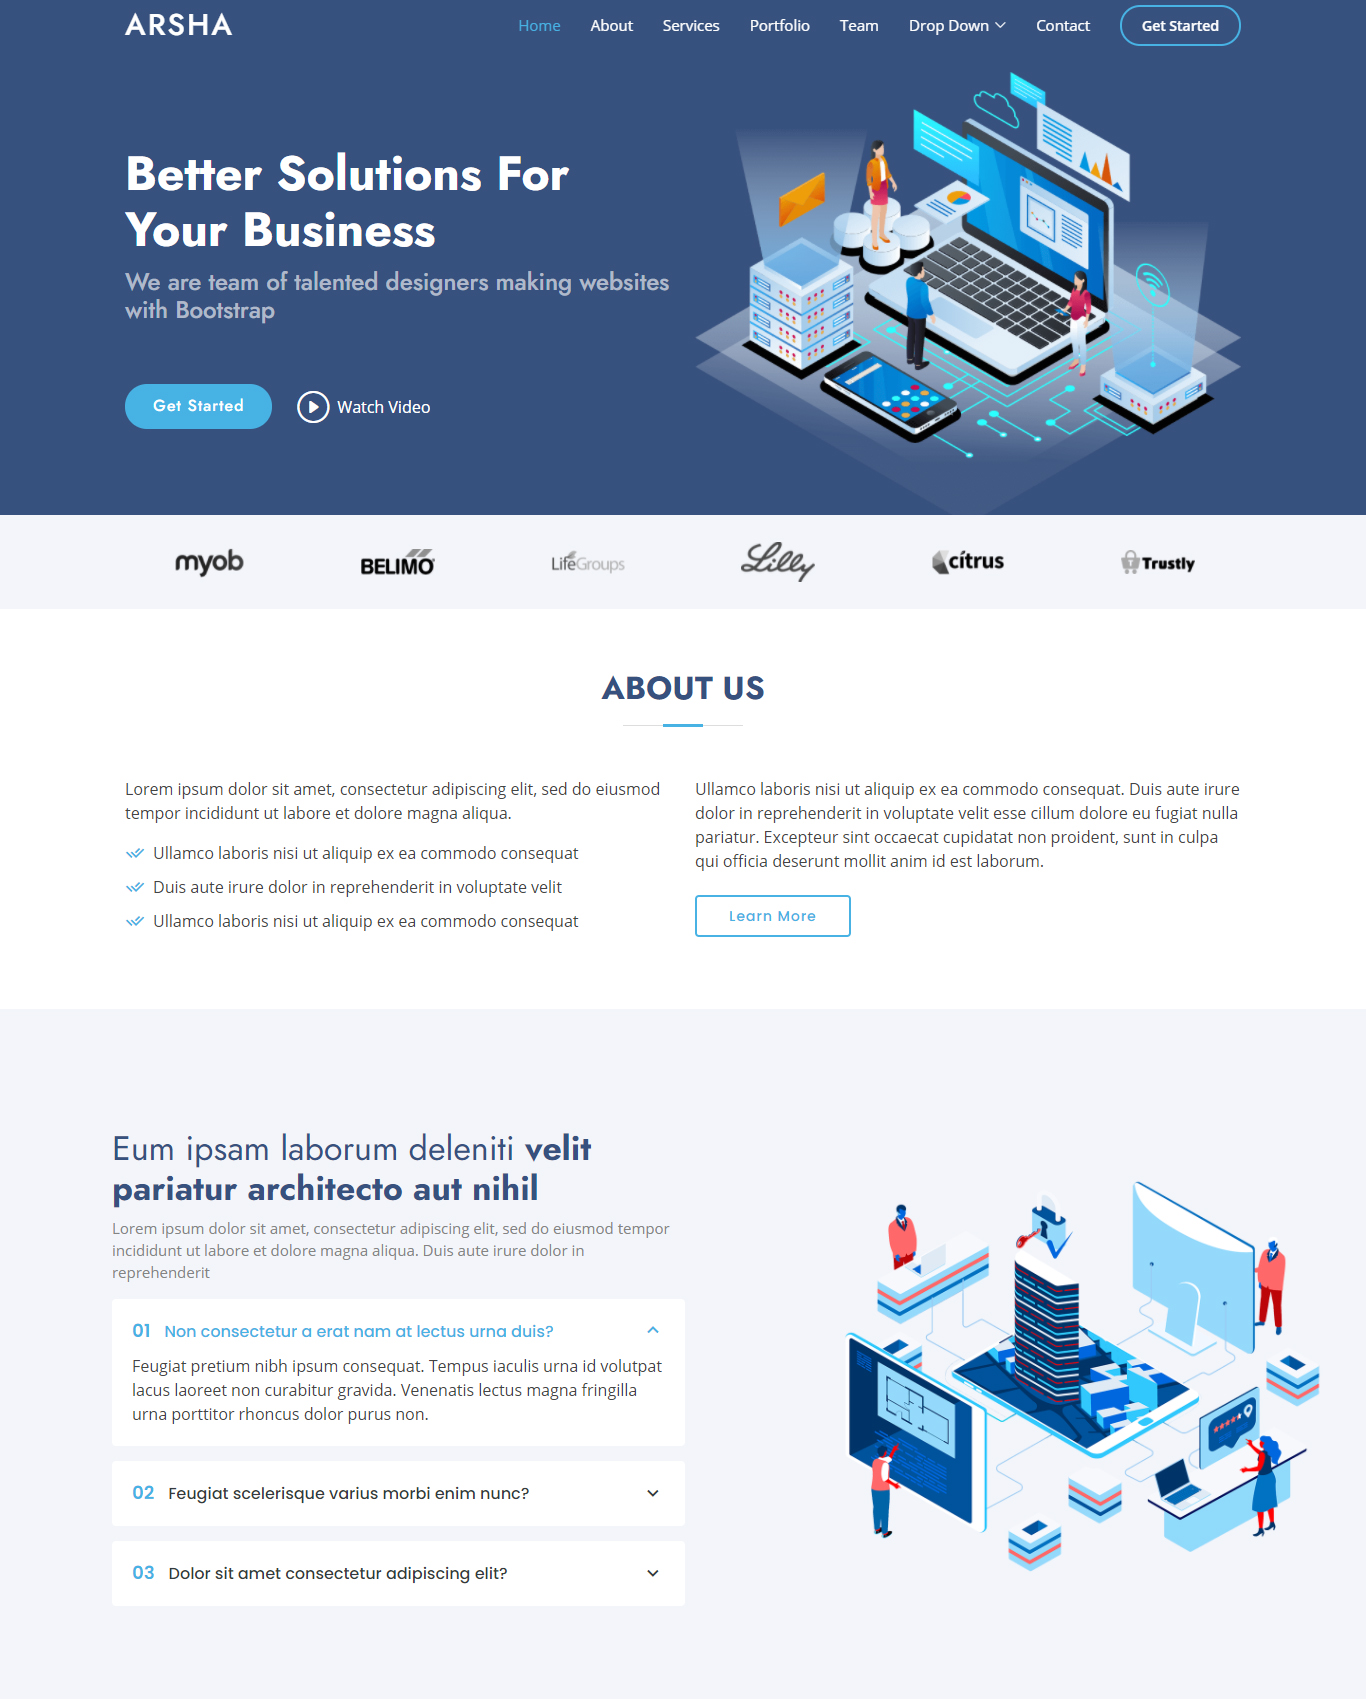 ARSHA
Home About Services Portfolio Team Drop Down Contact Get Started
Better Solutions For
Your Business
We are team of talented designers making websites
with Bootstrap
Get Started Watch Video
myob BELIMO LifeGroups Lilly citrus Trustly
ABOUT US
Lorem ipsum dolor sit amet, consectetur adipiscing elit, sed do eiusmod
tempor incididunt ut labore et dolore magna aliqua.
Ullamco laboris nisi ut aliquip ex ea commodo consequat
Duis aute irure dolor in reprehenderit in voluptate velit
Ullamco laboris nisi ut aliquip ex ea commodo consequat
Ullamco laboris nisi ut aliquip ex ea commodo consequat. Duis aute irure
dolor in reprehenderit in voluptate velit esse cillum dolore eu fugiat nulla
pariatur. Excepteur sint occaecat cupidatat non proident, sunt in culpa
qui officia deserunt mollit anim id est laborum.
Learn More
Eum ipsam laborum deleniti velit
pariatur architecto aut nihil
Lorem ipsum dolor sit amet, consectetur adipiscing elit, sed do eiusmod tempor
incididunt ut labore et dolore magna aliqua. Duis aute irure dolor in
reprehenderit
01 Non consectetur a erat nam at lectus urna duis?
Feugiat pretium nibh ipsum consequat. Tempus iaculis urna id volutpat
lacus laoreet non curabitur gravida. Venenatis lectus magna fringilla
urna porttitor rhoncus dolor purus non.
02 Feugiat scelerisque varius morbi enim nunc?
03 Dolor sit amet consectetur adipiscing elit?